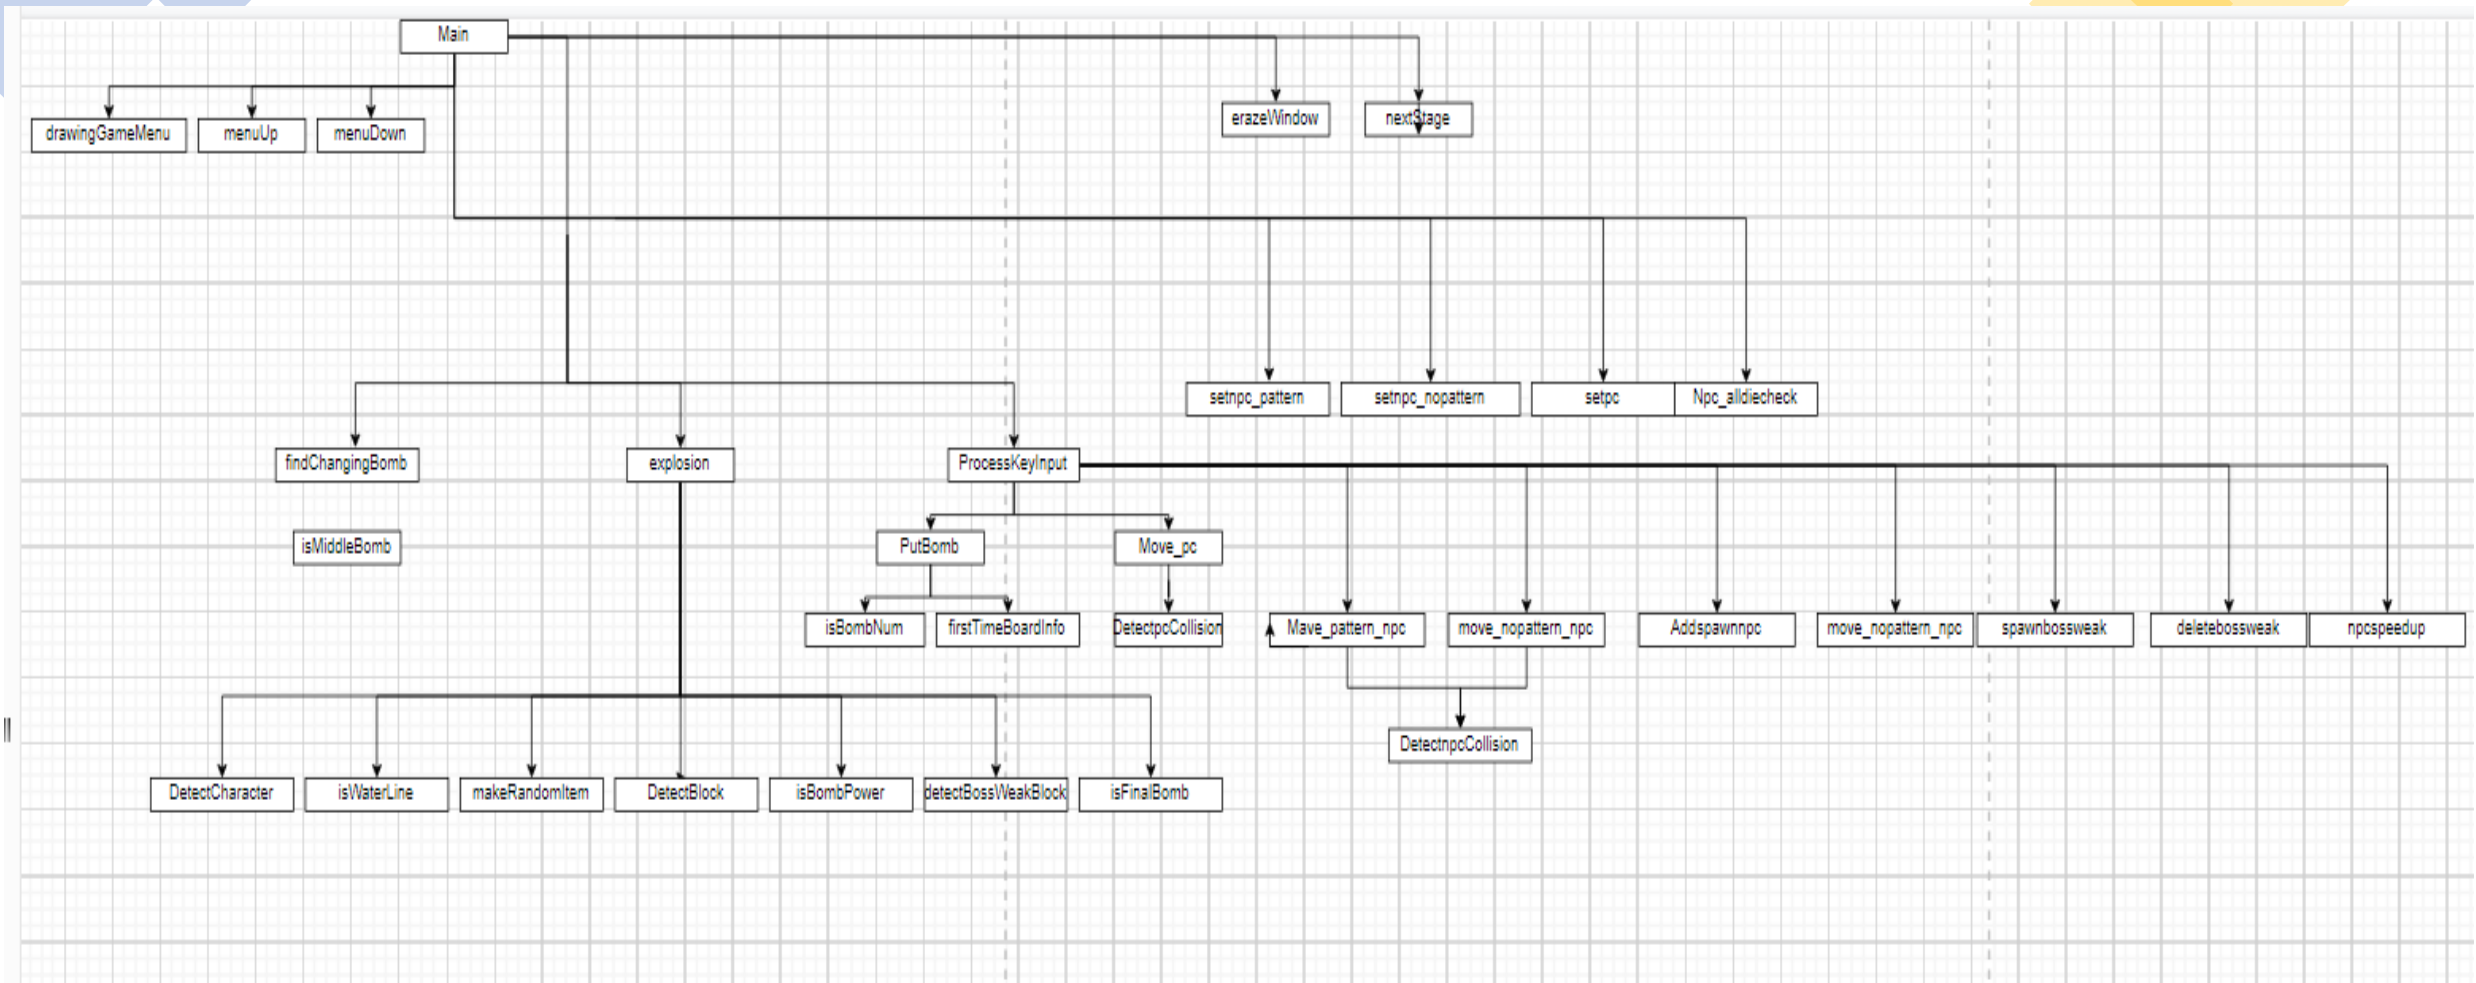 Main
drawingGameMenu
menuUp
menuDown
erazeWindow
nextStage
setnpc_pattern
setnpc_nopattern
setpc
Npc_alldiecheck
findChangingBomb
explosion
ProcessKeyInput
isMiddleBomb
PutBomb
Move_pc
isBombNum
firstTimeBoardInfo
DetectpcCollision
Mave_pattern_npc
move_nopattern_npc
Addspawnnpc
move_nopattern_npc
spawnbossweak
deletebossweak
npcspeedup
DetectnpcCollision
DetectCharacter
isWaterLine
makeRandomItem
DetectBlock
isBombPower
detectBossWeakBlock
isFinalBomb